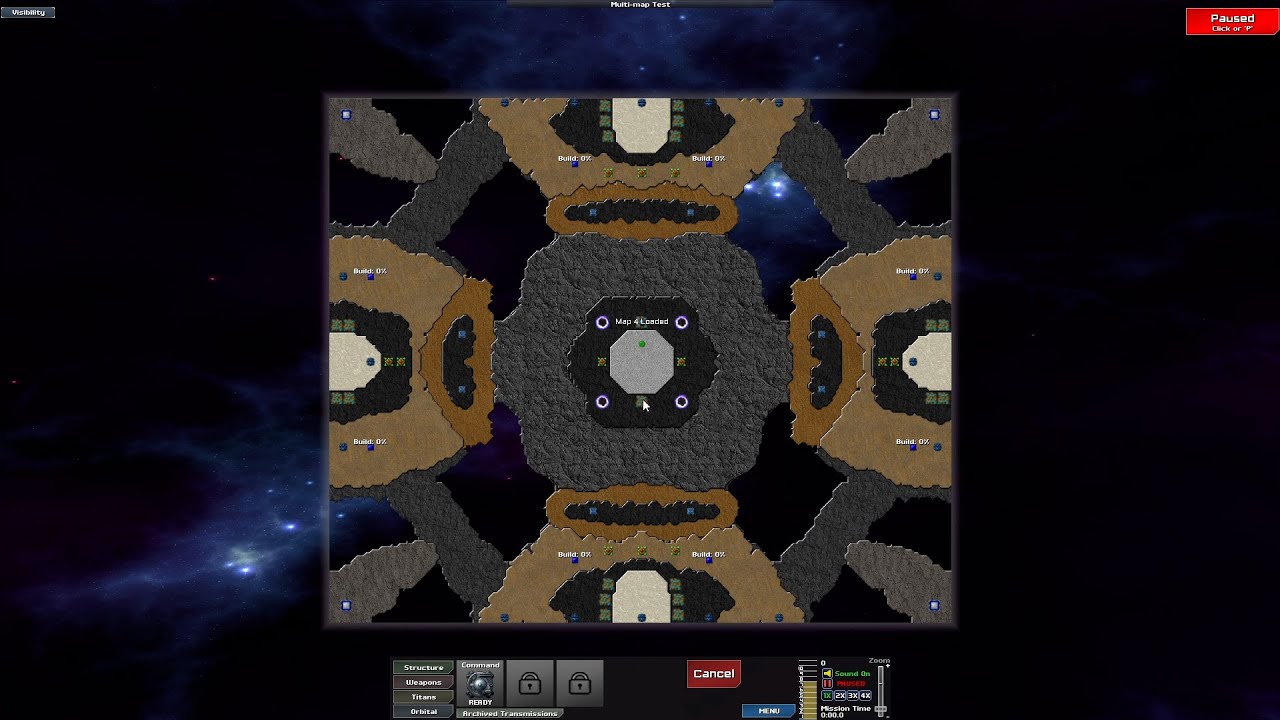 Multi-map Test
Visibility
Paused
Click or 'P'
Build: 0%
Build: 0%
Build: 0%
Build: 0%
Map 4 Loaded
Build: 0%
Build: 0%
Build: 0%
Build: 0%
Structure
Weapons
Titans
Orbital
Command
READY
Archived Transmissions
Cancel
MENU
0
Zoom
Sound On
PAUSED
1X 2X 3X 4X
Mission Time
0:00.0